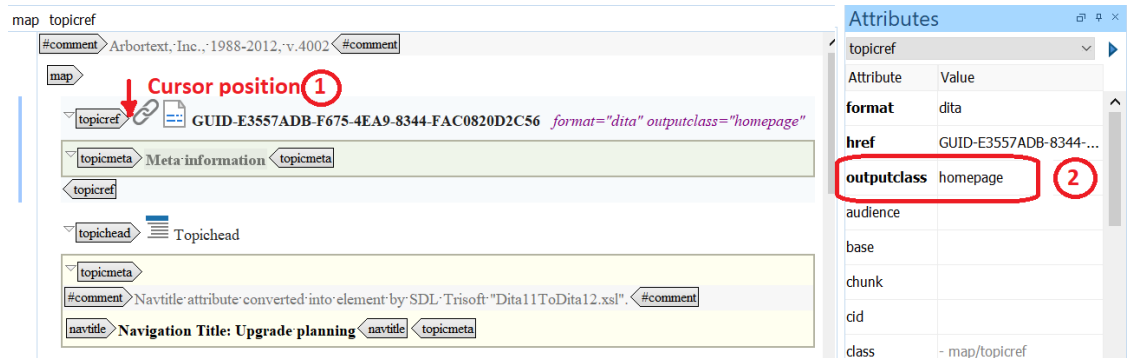 map topicref
#comment Arbortext, Inc., 1988-2012, v.4002 #comment
map
Cursor position 1
topicref GUID-E3557ADB-F675-4EA9-8344-FAC0820D2C56 format="dita" outputclass="homepage"
topicmeta Meta information topicmeta
topicref
topichead Topichead
topicmeta
#comment Navtitle attribute converted into element by SDL Trisoft "Dita11ToDita12.xsl". #comment
navtitle Navigation Title: Upgrade planning navtitle topicmeta
Attributes
topicref
Attribute Value
format dita
href GUID-E3557ADB-8344-...
outputclass homepage 2
audience
base
chunk
cid
class - map/topicref